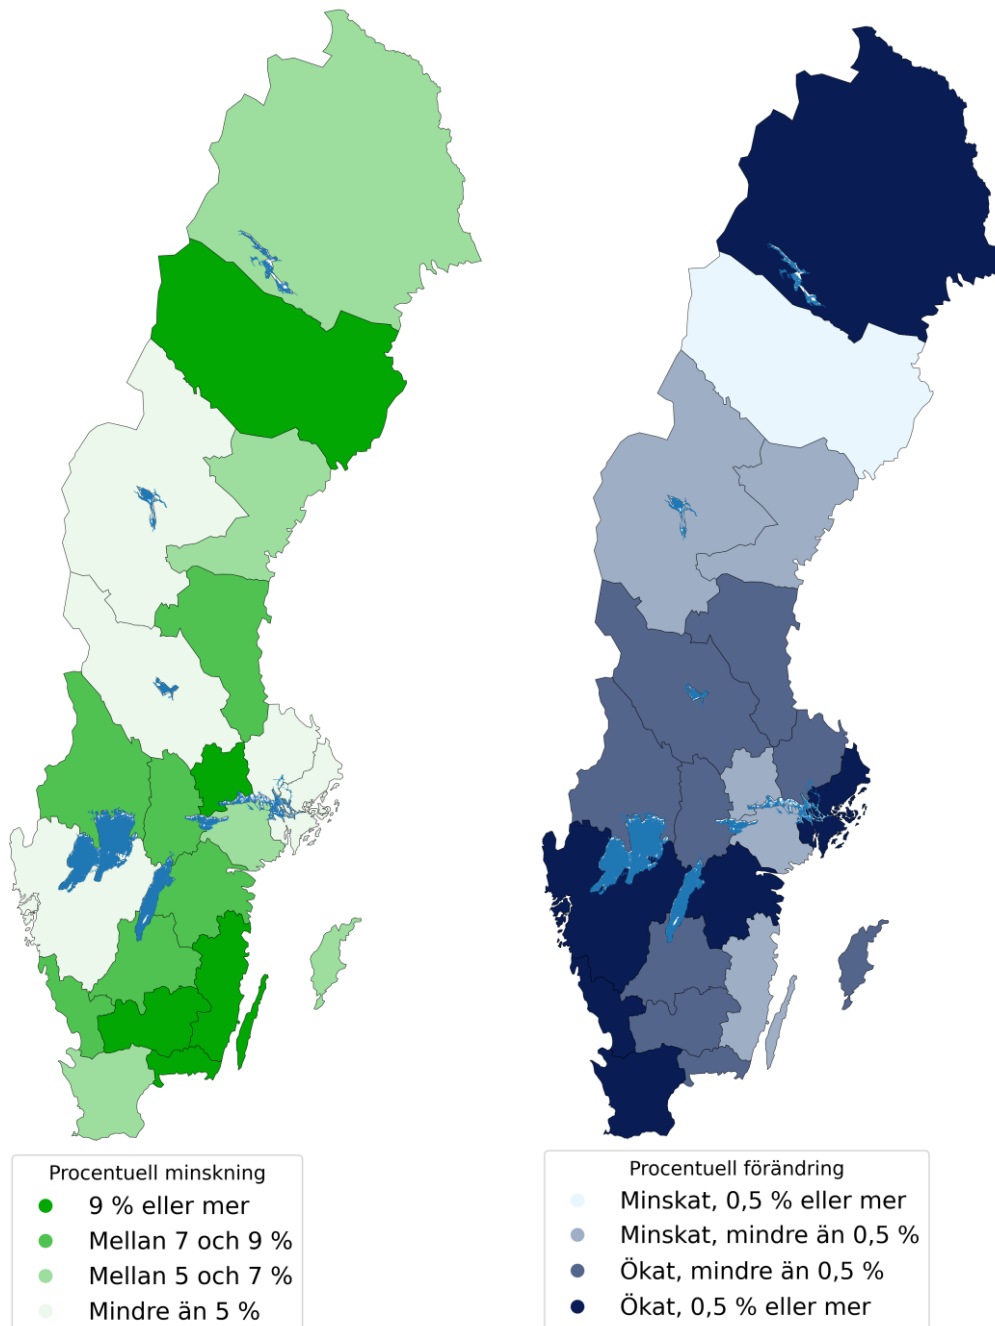 Procentuell minskning
9 % eller mer
Mellan 7 och 9 %
Mellan 5 och 7 %
Mindre än 5 %
Procentuell förändring
Minskat, 0,5 % eller mer
Minskat, mindre än 0,5 %
Ökat, mindre än 0,5 %
Ökat, 0,5 % eller mer